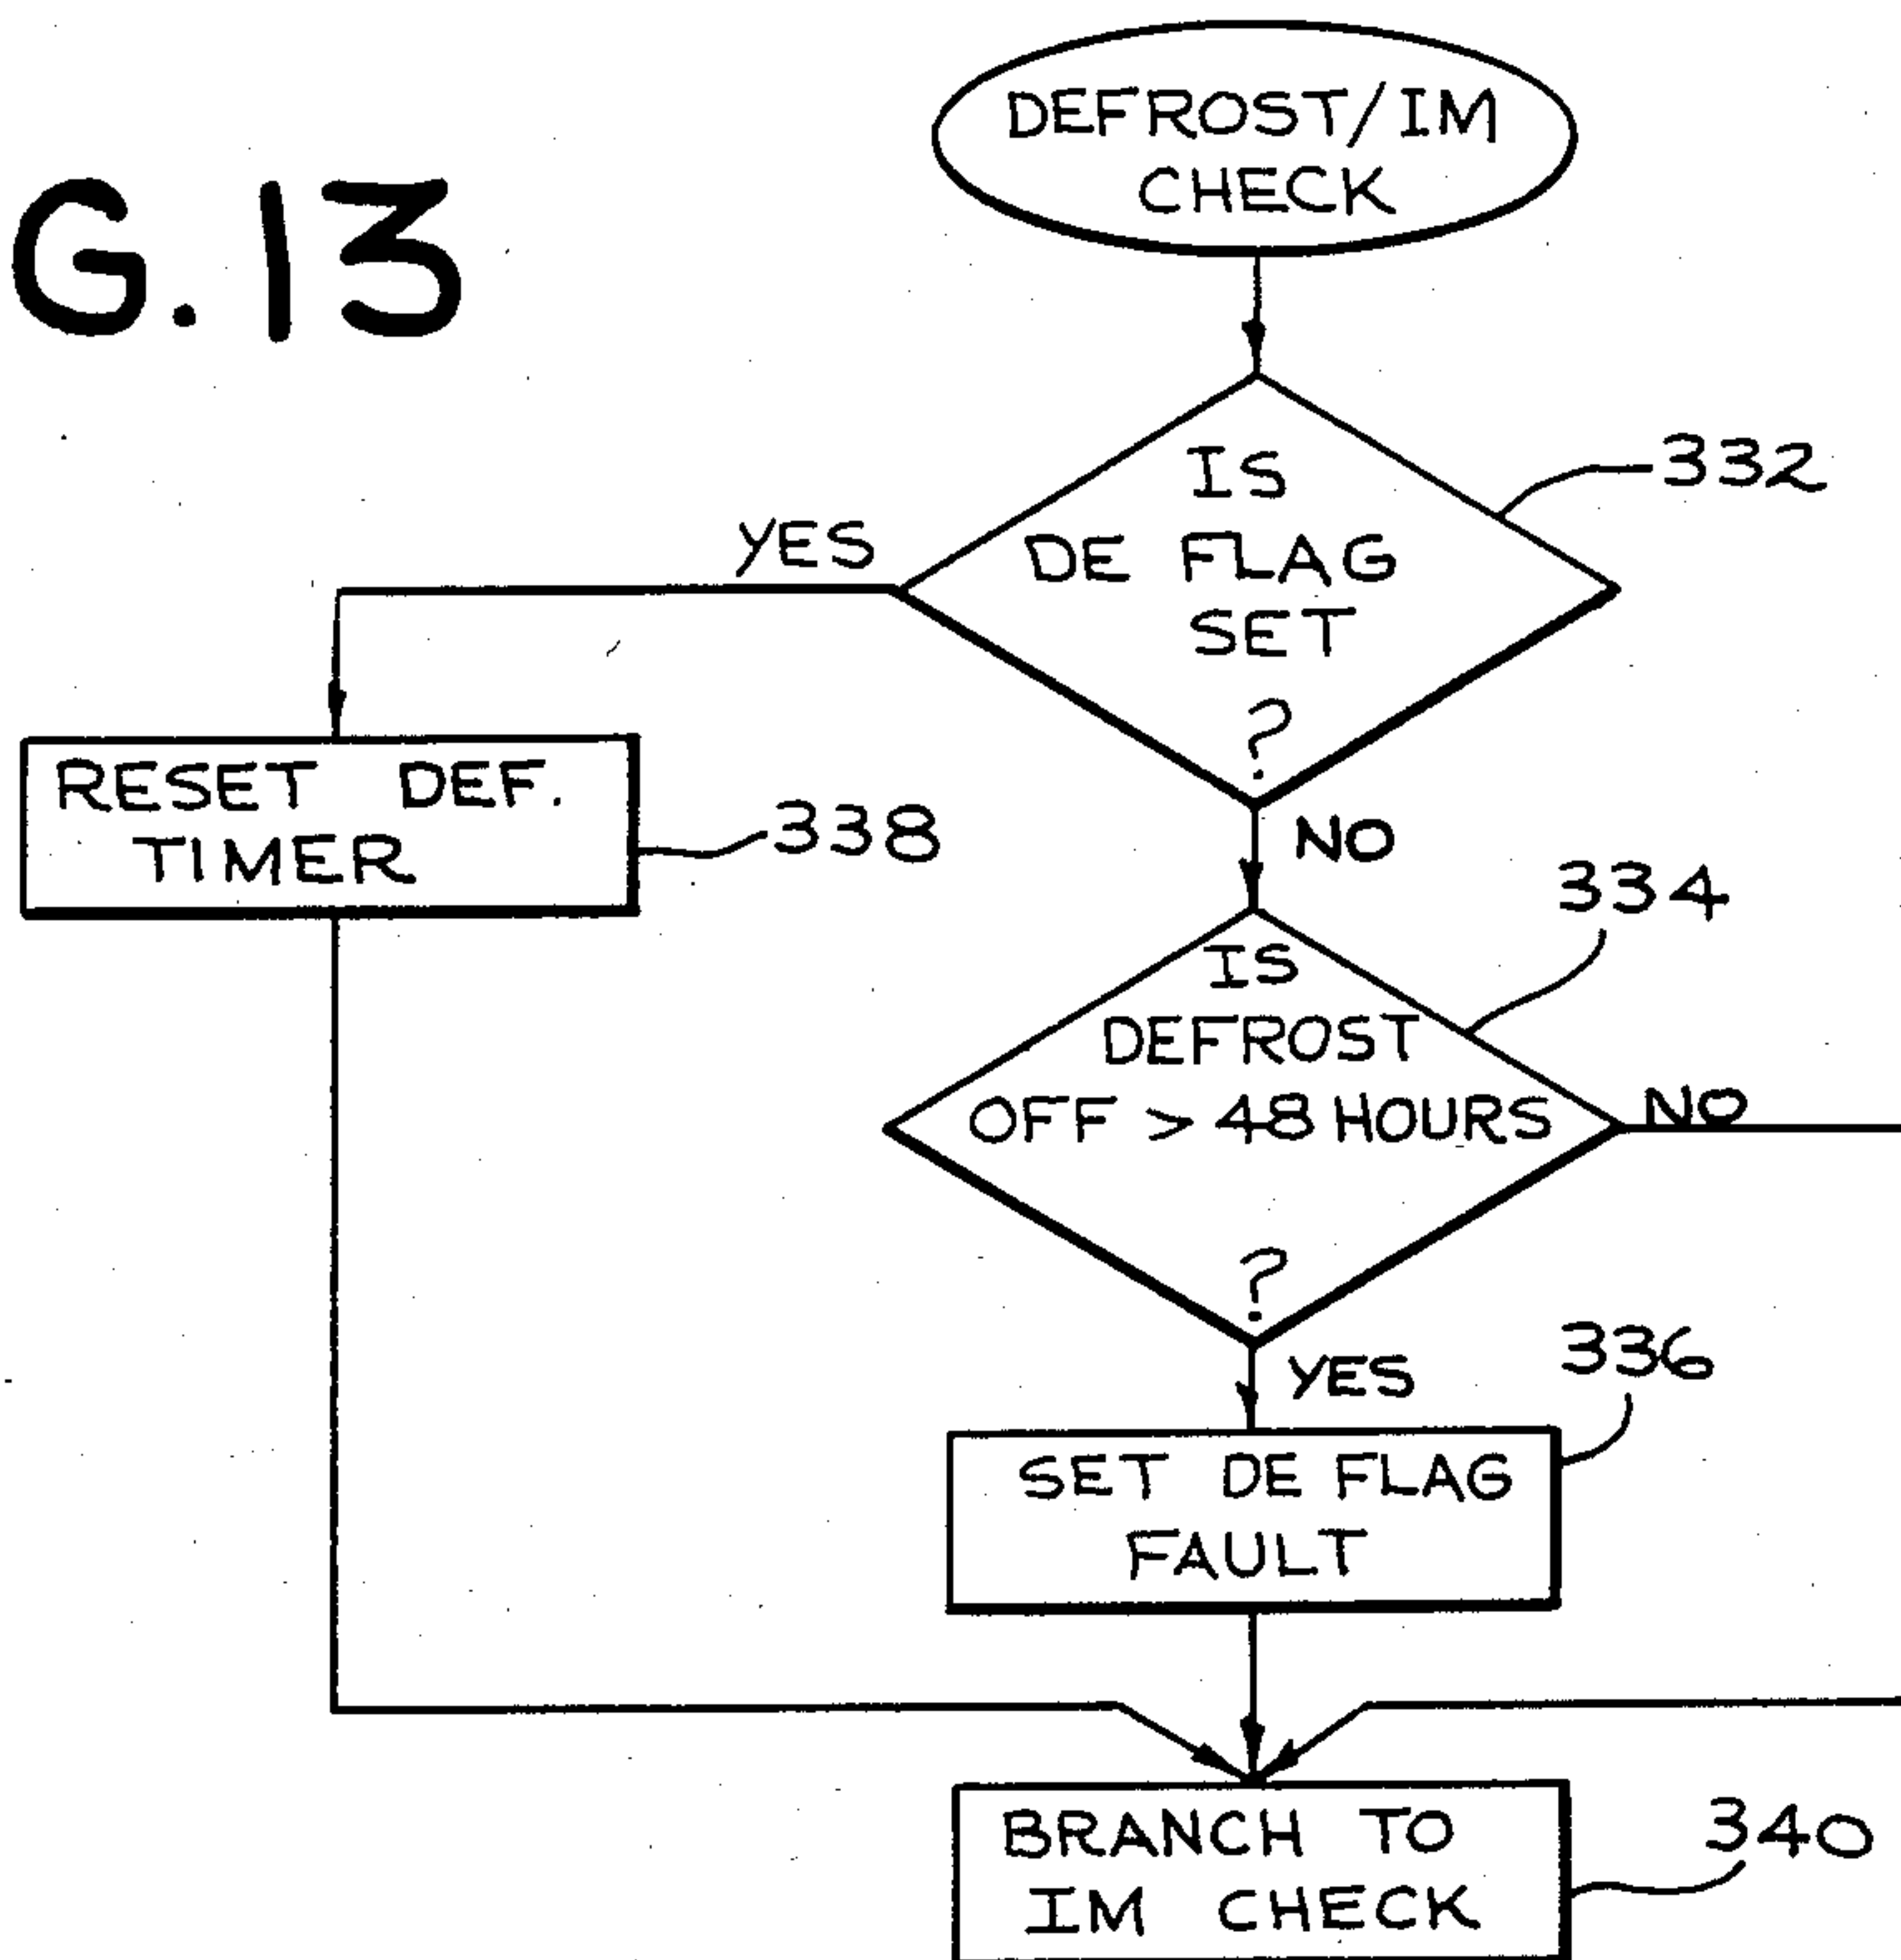 G. 13
DEFROST/IM
CHECK
IS
DE FLAG
SET
?
332
YES
RESET DEF.
TIMER
338
NO
334
IS
DEFROST
OFF > 48 HOURS
?
NO
YES
336
SET DE FLAG
FAULT
BRANCH TO
IM CHECK
340